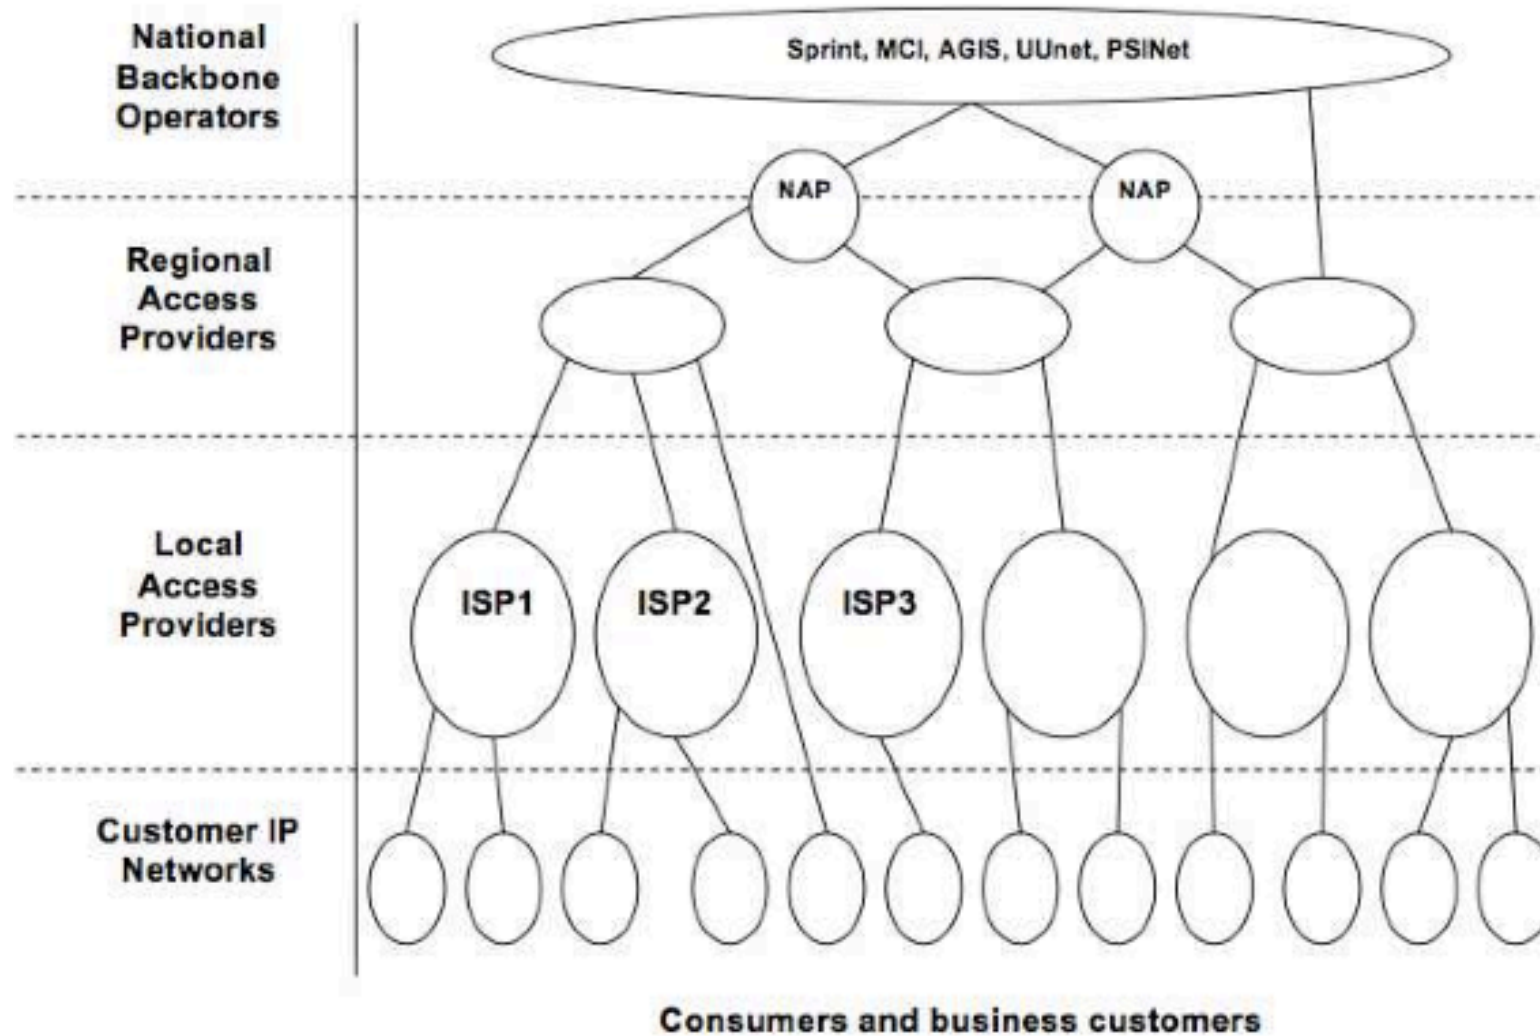 National
Backbone
Operators
Sprint, MCI, AGIS, UUnet, PSINet
NAP
NAP
Regional
Access
Providers
Local
Access
Providers
ISP1
ISP2
ISP3
Customer IP
Networks
Consumers and business customers